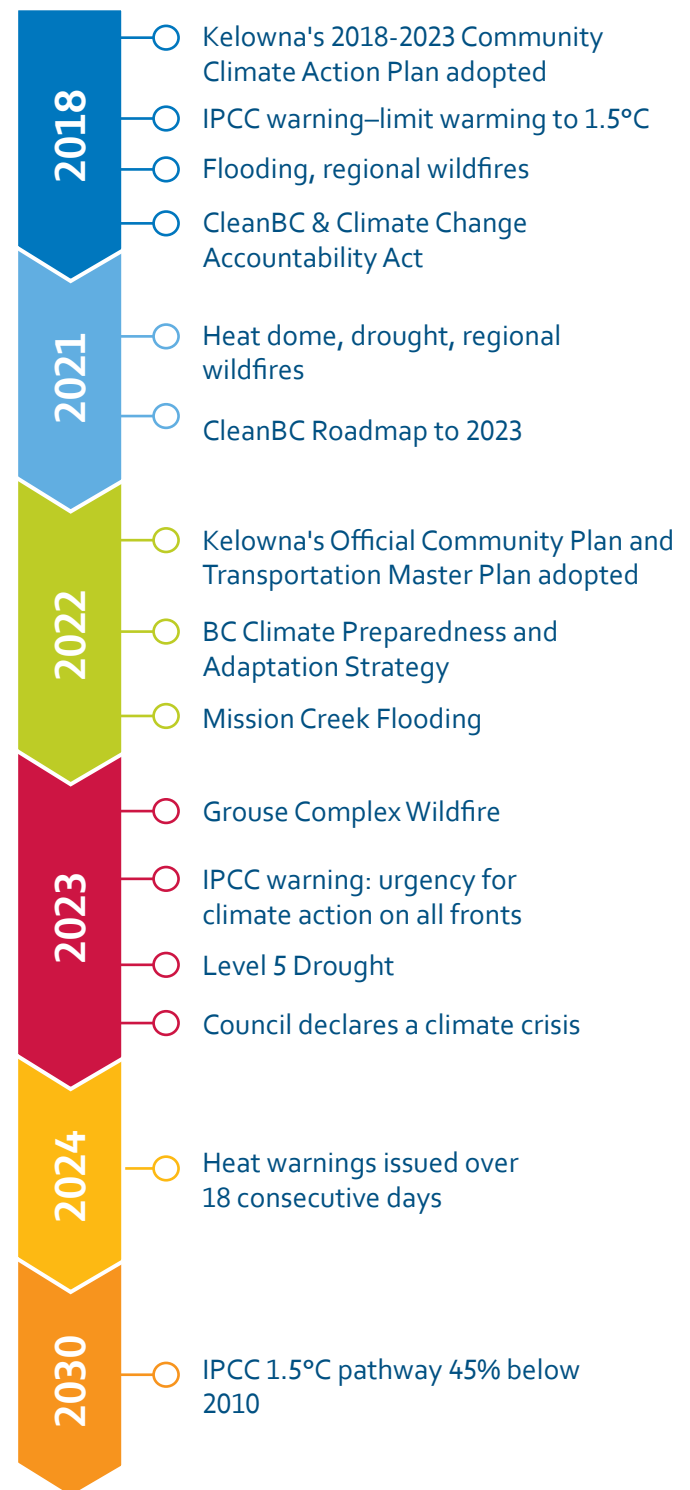 2018
Kelowna's 2018-2023 Community
Climate Action Plan adopted
IPCC warning–limit warming to 1.5°C
Flooding, regional wildfires
CleanBC & Climate Change
Accountability Act
2021
Heat dome, drought, regional
wildfires
CleanBC Roadmap to 2023
2022
Kelowna's Official Community Plan and
Transportation Master Plan adopted
BC Climate Preparedness and
Adaptation Strategy
Mission Creek Flooding
2023
Grouse Complex Wildfire
IPCC warning: urgency for
climate action on all fronts
Level 5 Drought
Council declares a climate crisis
2024
Heat warnings issued over
18 consecutive days
2030
IPCC 1.5°C pathway 45% below
2010